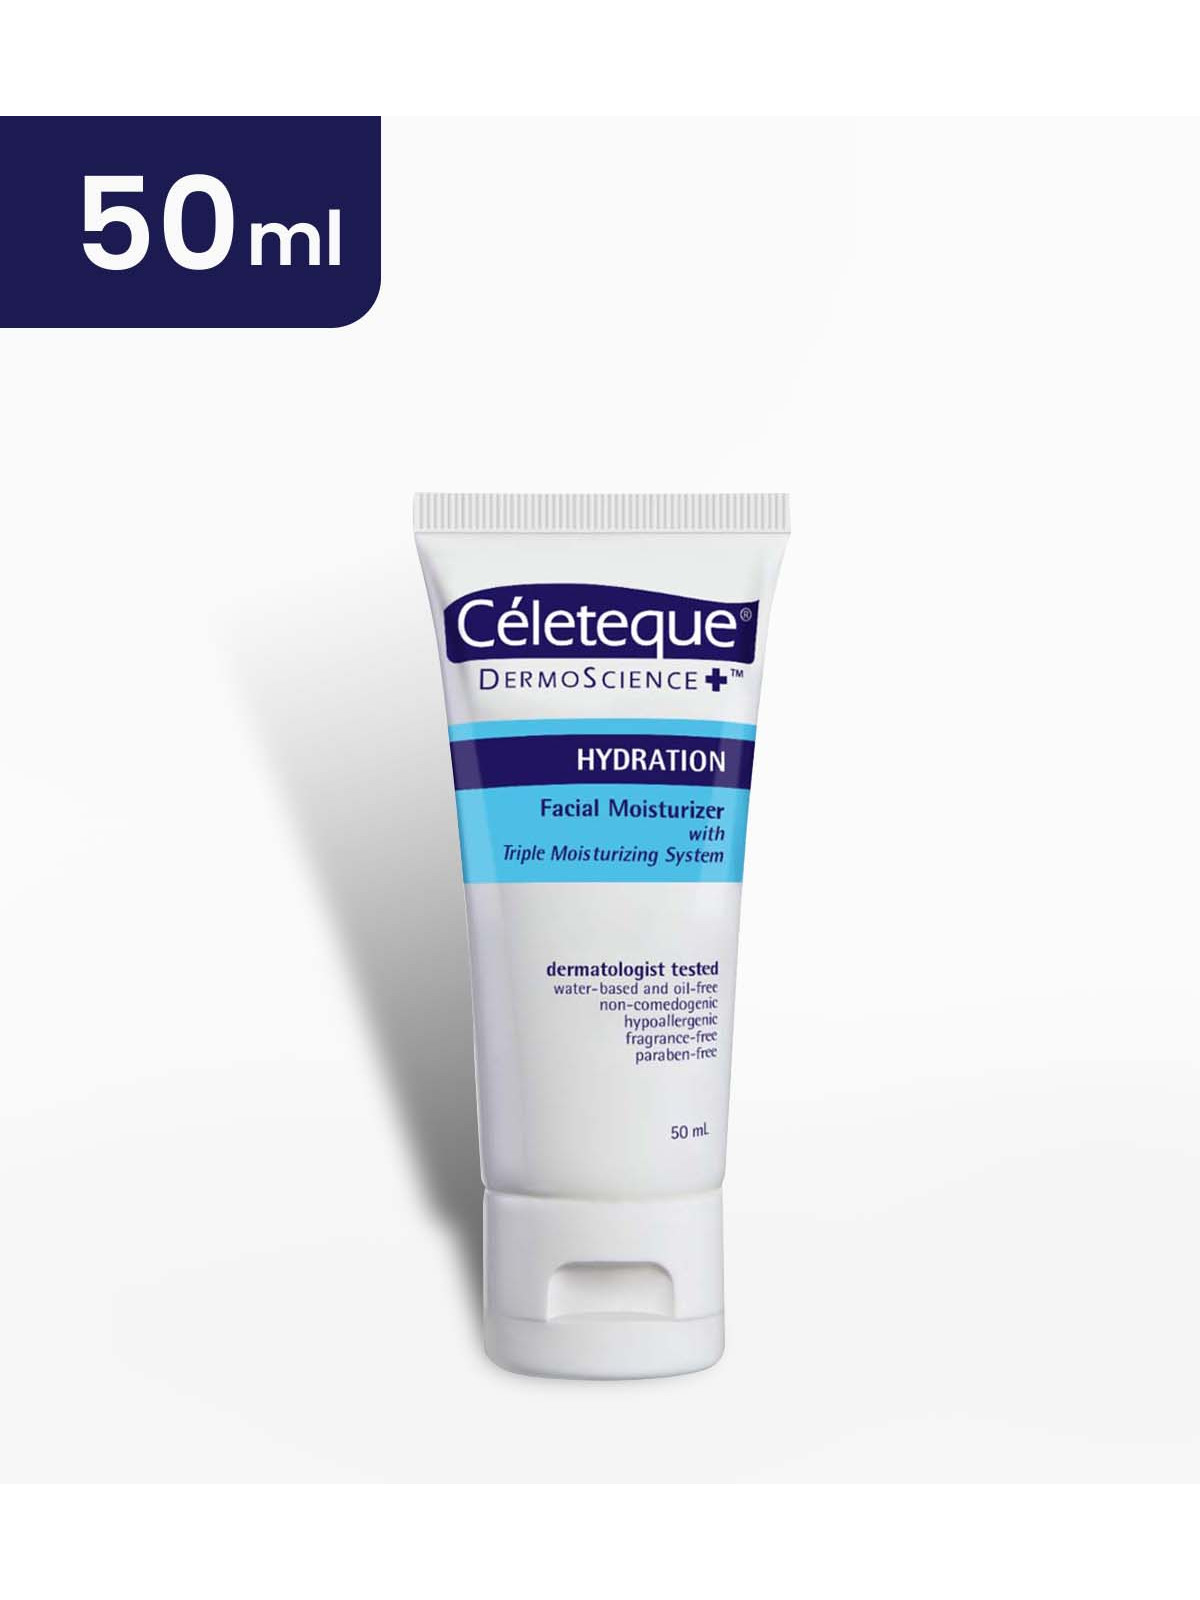 50ml
Céleteque®
DERMOSCIENCE +™
HYDRATION
Facial Moisturizer
with
Triple Moisturizing System
dermatologist tested
water-based and oil-free
non-comedogenic
hypoallergenic
fragrance-free
paraben-free
50 mL